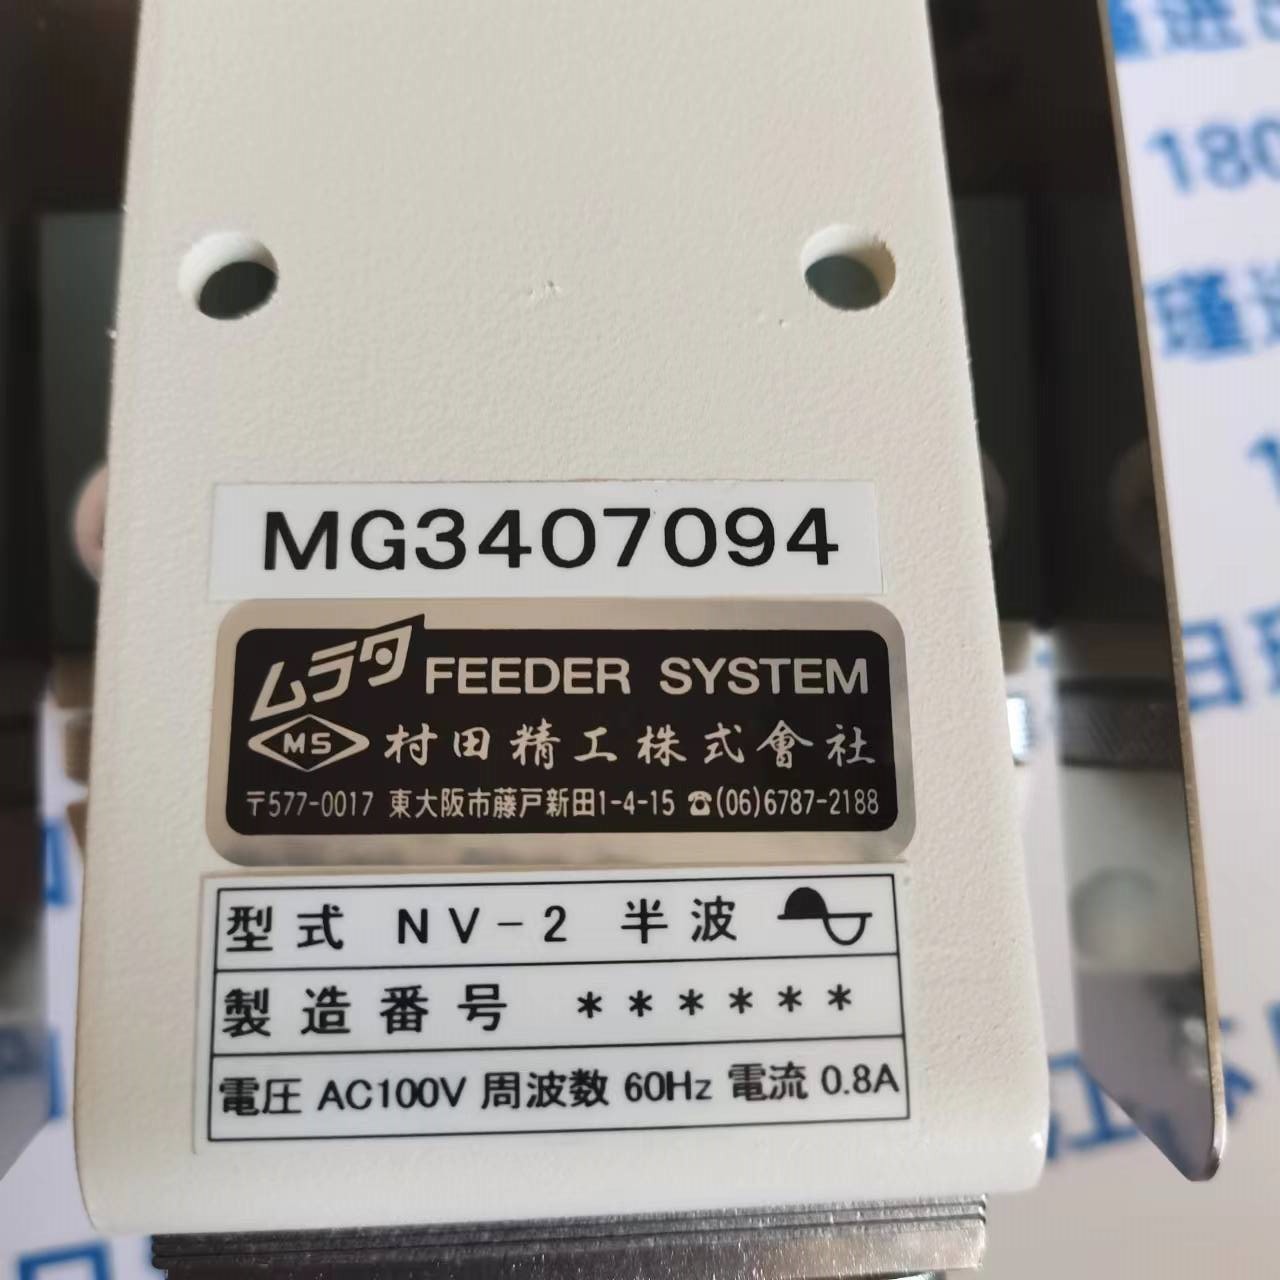 MG3407094
ムラタ FEEDER SYSTEM
MS 村田精工株式會社
〒577-0017 東大阪市藤戸新田1-4-15 ☎(06)6787-2188
型式 NV-2 半波
製造番号 ******
電圧 AC100V 周波数 60Hz 電流 0.8A
180